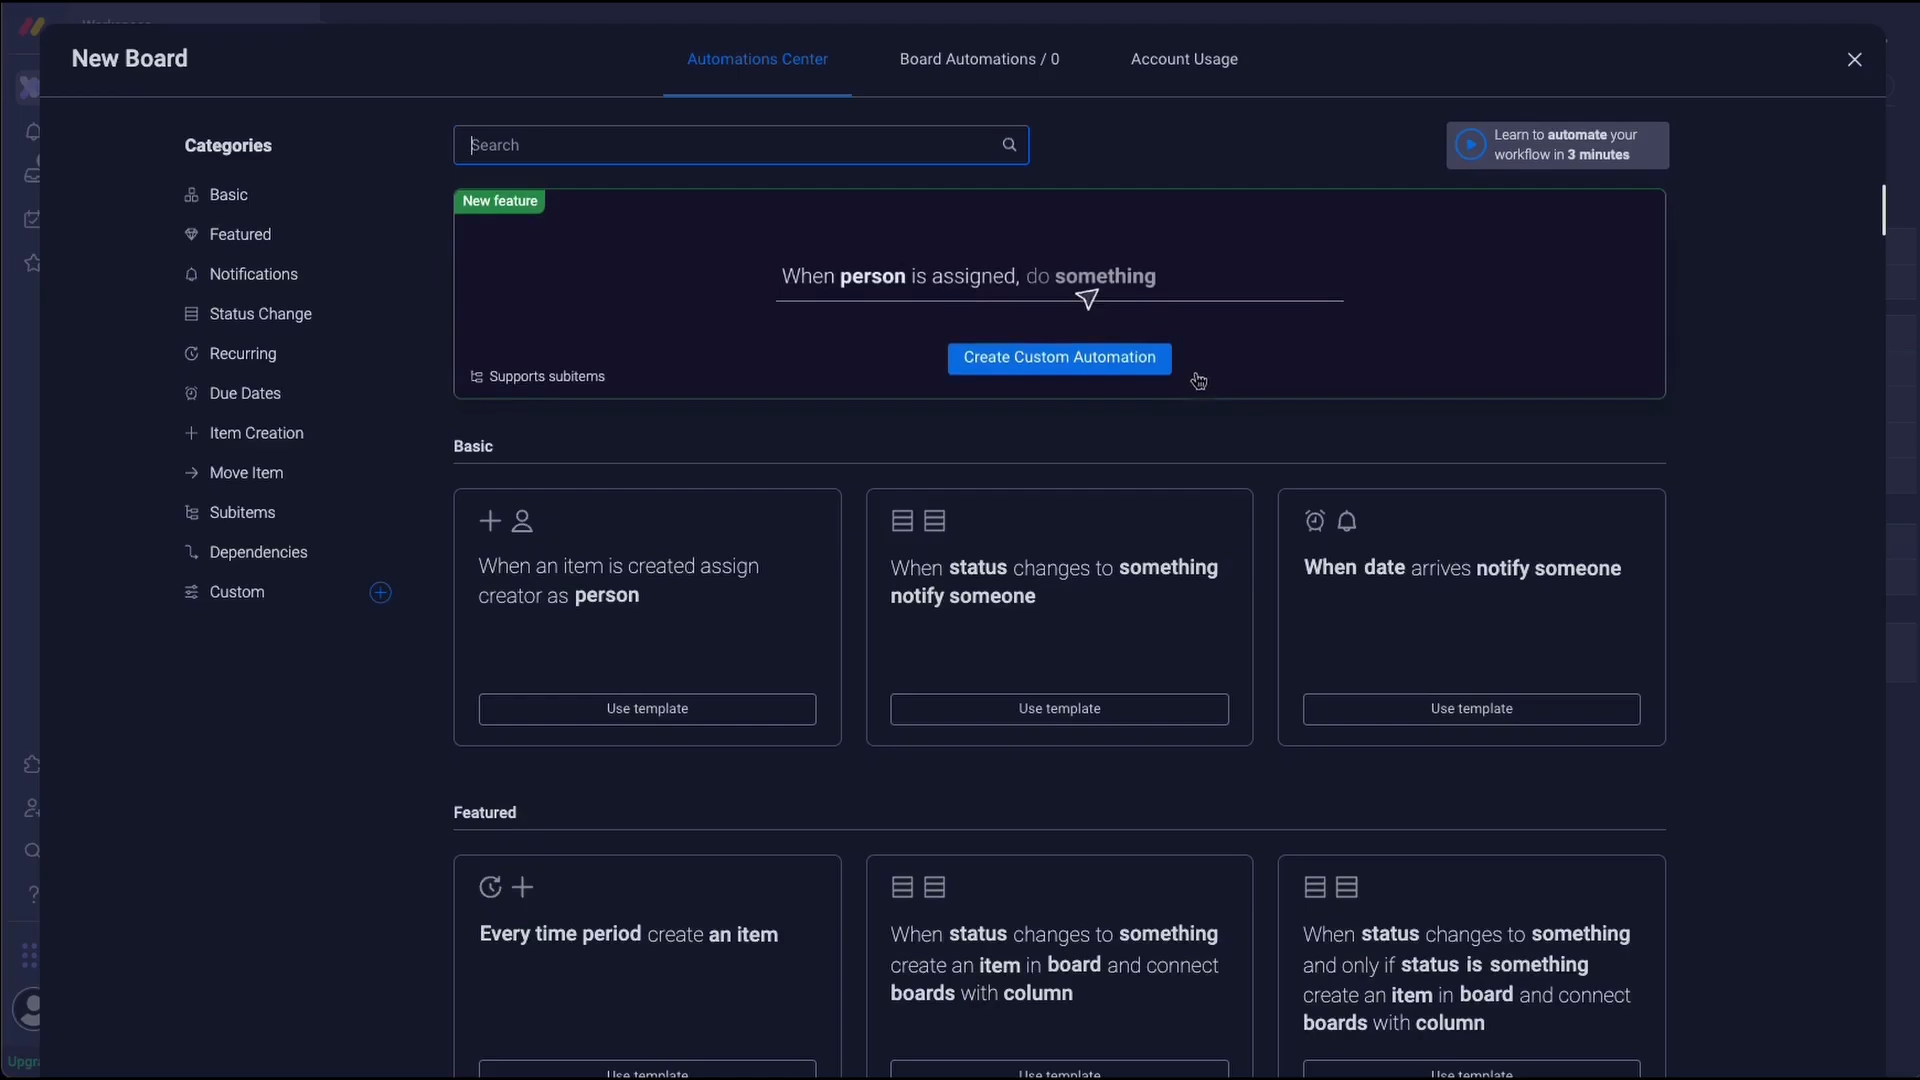 New Board
Automations Center
Board Automations / 0
Account Usage
Categories
Search
Learn to automate your
workflow in 3 minutes
Basic
Featured
Notifications
Status Change
Recurring
Due Dates
Item Creation
Move Item
Subitems
Dependencies
Custom
New feature
When person is assigned, do something
Create Custom Automation
Supports subitems
Basic
When an item is created assign
creator as person
Use template
When status changes to something
notify someone
Use template
When date arrives notify someone
Use template
Featured
Every time period create an item
Use template
When status changes to something
create an item in board and connect
boards with column
Use template
When status changes to something
and only if status is something
create an item in board and connect
boards with column
Use template